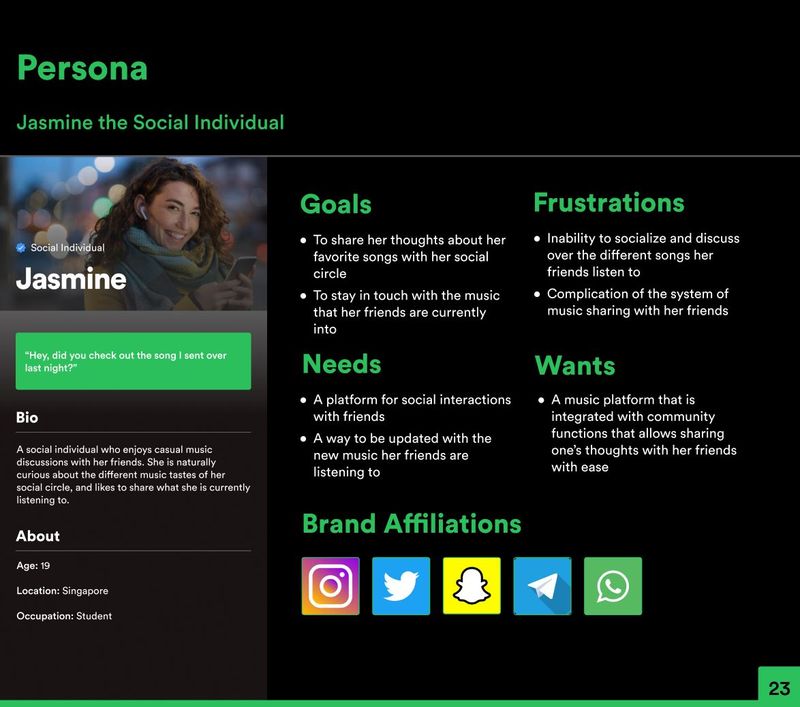 Persona
Jasmine the Social Individual
Social Individual
Jasmine
“Hey, did you check out the song I sent over
last night?”
Bio
A social individual who enjoys casual music
discussions with her friends. She is naturally
curious about the different music tastes of her
social circle, and likes to share what she is currently
listening to.
About
Age: 19
Location: Singapore
Occupation: Student
Goals
• To share her thoughts about her
favorite songs with her social
circle
• To stay in touch with the music
that her friends are currently
into
Frustrations
• Inability to socialize and discuss
over the different songs her
friends listen to
• Complication of the system of
music sharing with her friends
Needs
• A platform for social interactions
with friends
• A way to be updated with the
new music her friends are
listening to
Wants
• A music platform that is
integrated with community
functions that allows sharing
one’s thoughts with her friends
with ease
Brand Affiliations
23